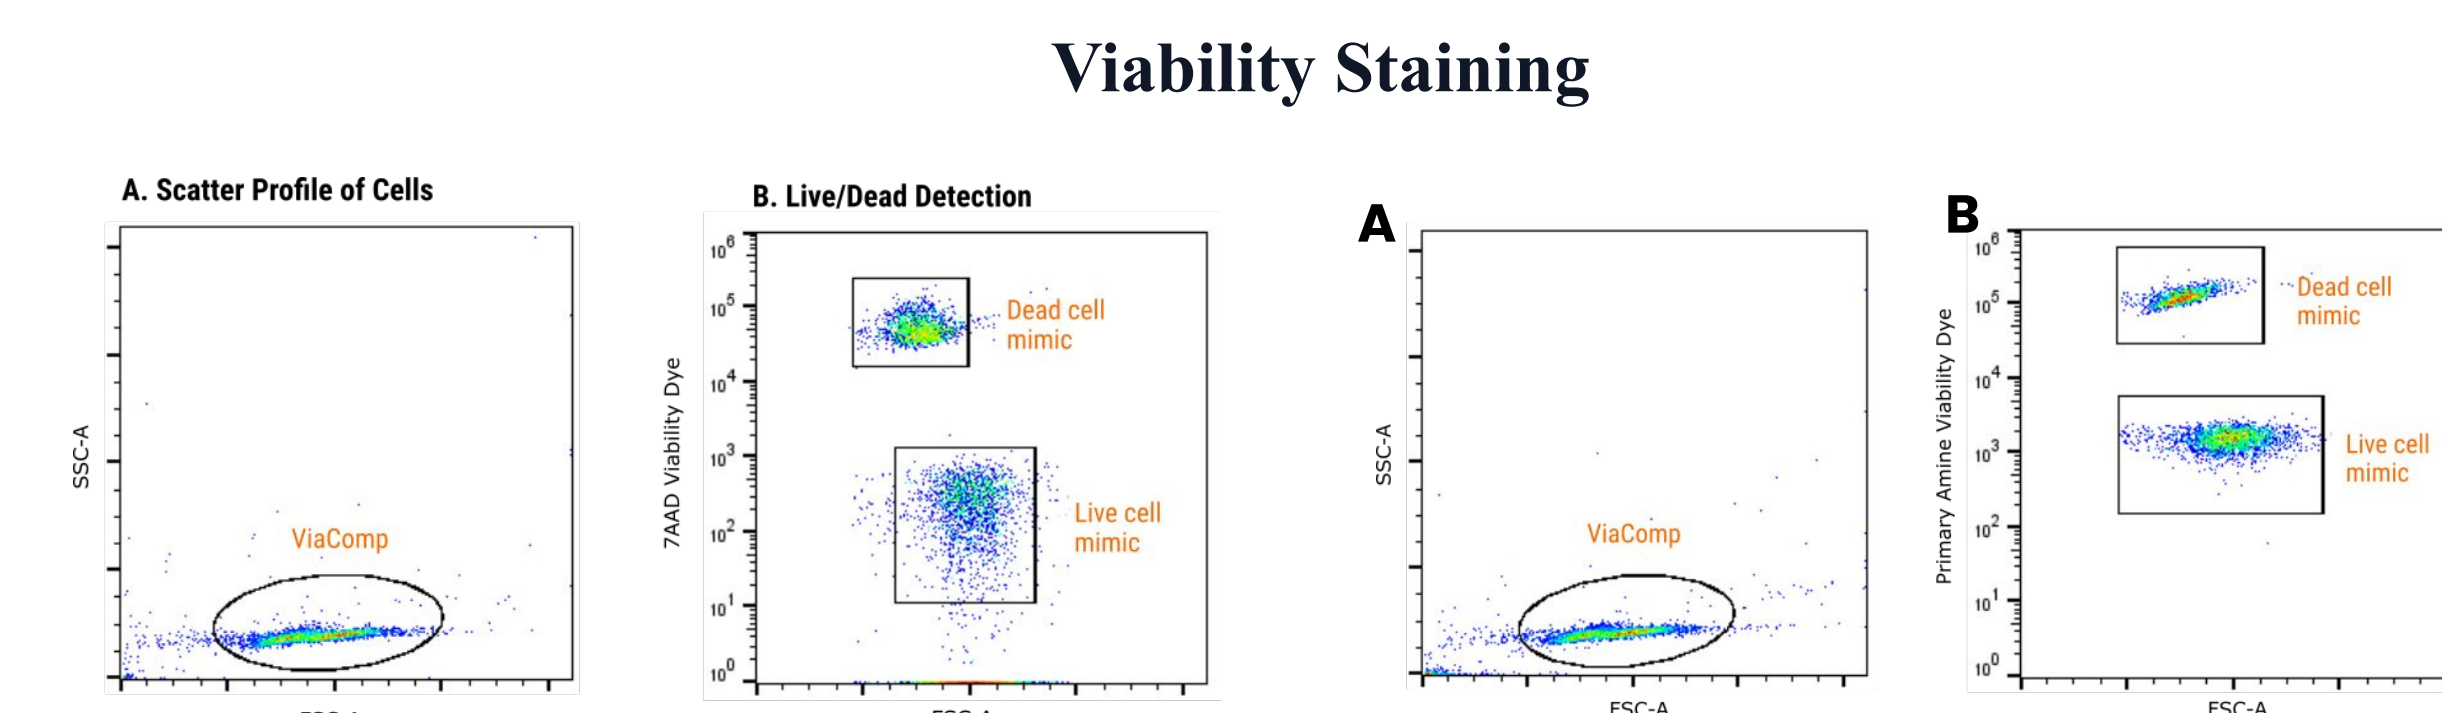 Viability Staining
A. Scatter Profile of Cells
SSC-A
ViaComp
FSC-A
B. Live/Dead Detection
7AAD Viability Dye
10^6
10^5
10^4
10^3
10^2
10^1
10^0
Dead cell
mimic
Live cell
mimic
FSC-A
A
SSC-A
ViaComp
FSC-A
B
Primary Amine Viability Dye
10^6
10^5
10^4
10^3
10^2
10^1
10^0
Dead cell
mimic
Live cell
mimic
FSC-A